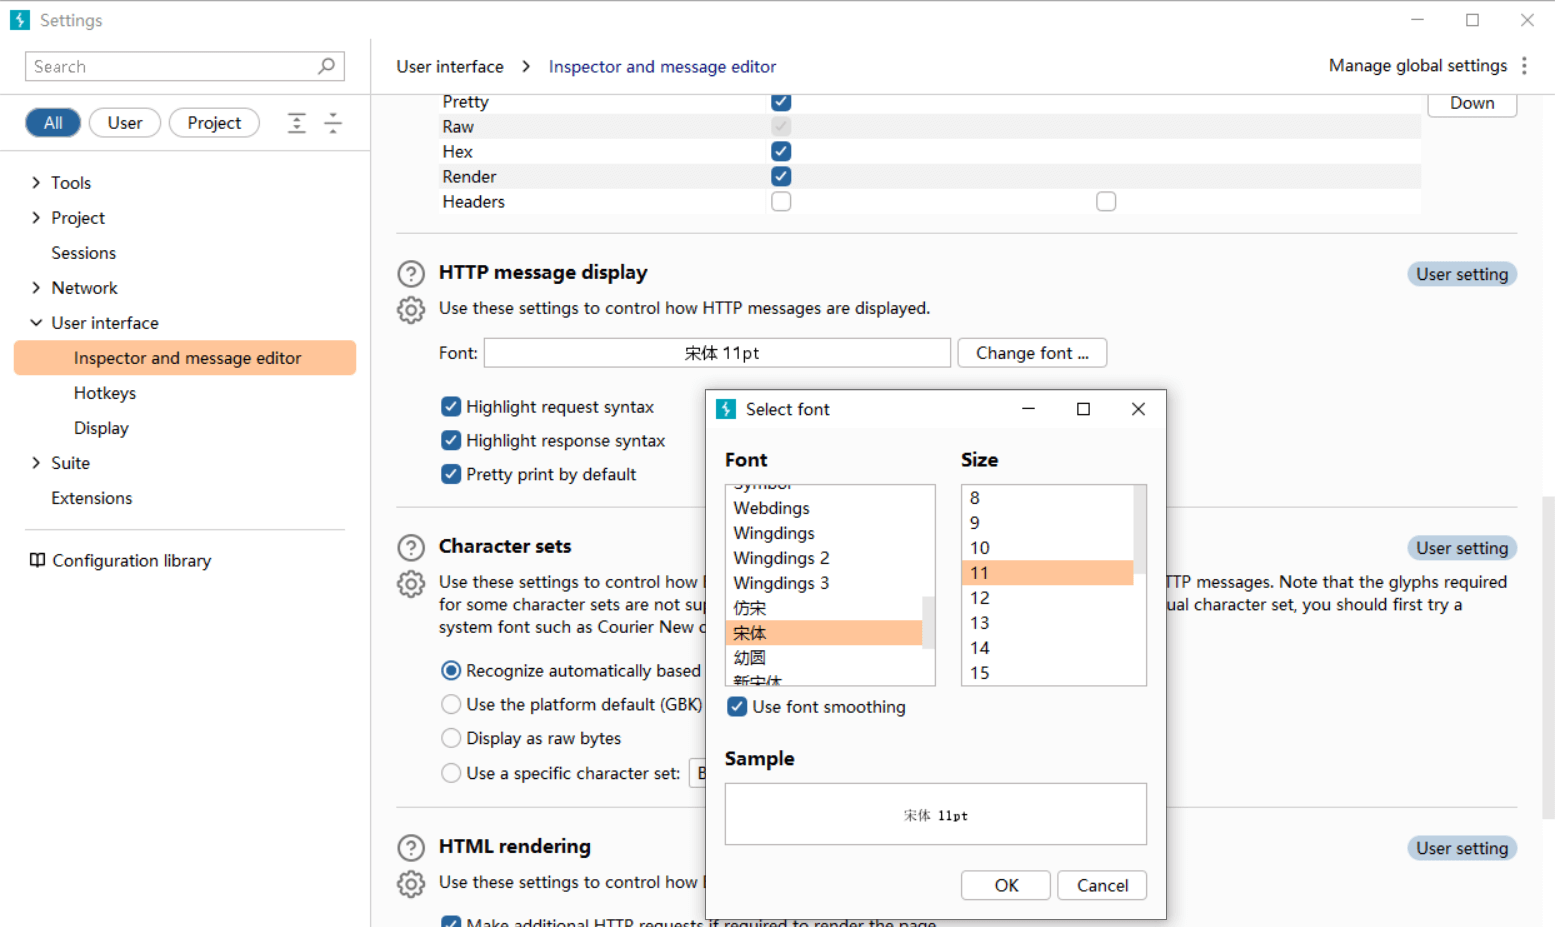 Settings
Search
User interface > Inspector and message editor
Manage global settings
All
User
Project
Tools
Project
Sessions
Network
User interface
Inspector and message editor
Hotkeys
Display
Suite
Extensions
Configuration library
Pretty
Down
Raw
Hex
Render
Headers
HTTP message display
User setting
Use these settings to control how HTTP messages are displayed.
Font:
宋体 11pt
Change font ...
Highlight request syntax
Highlight response syntax
Pretty print by default
Character sets
User setting
Use these settings to control how
TTP messages. Note that the glyphs required
for some character sets are not
character set, you should first try a
system font such as Courier New
Recognize automatically based
Use the platform default (GBK)
Display as raw bytes
Use a specific character set:
HTML rendering
User setting
Use these settings to control how
Make additional HTTP requests if required to render the page
Select font
Font
Symbol
Webdings
Wingdings
Wingdings 2
Wingdings 3
仿宋
宋体
幼圆
新宋体
Size
8
9
10
11
12
13
14
15
Use font smoothing
Sample
宋体 11pt
OK
Cancel